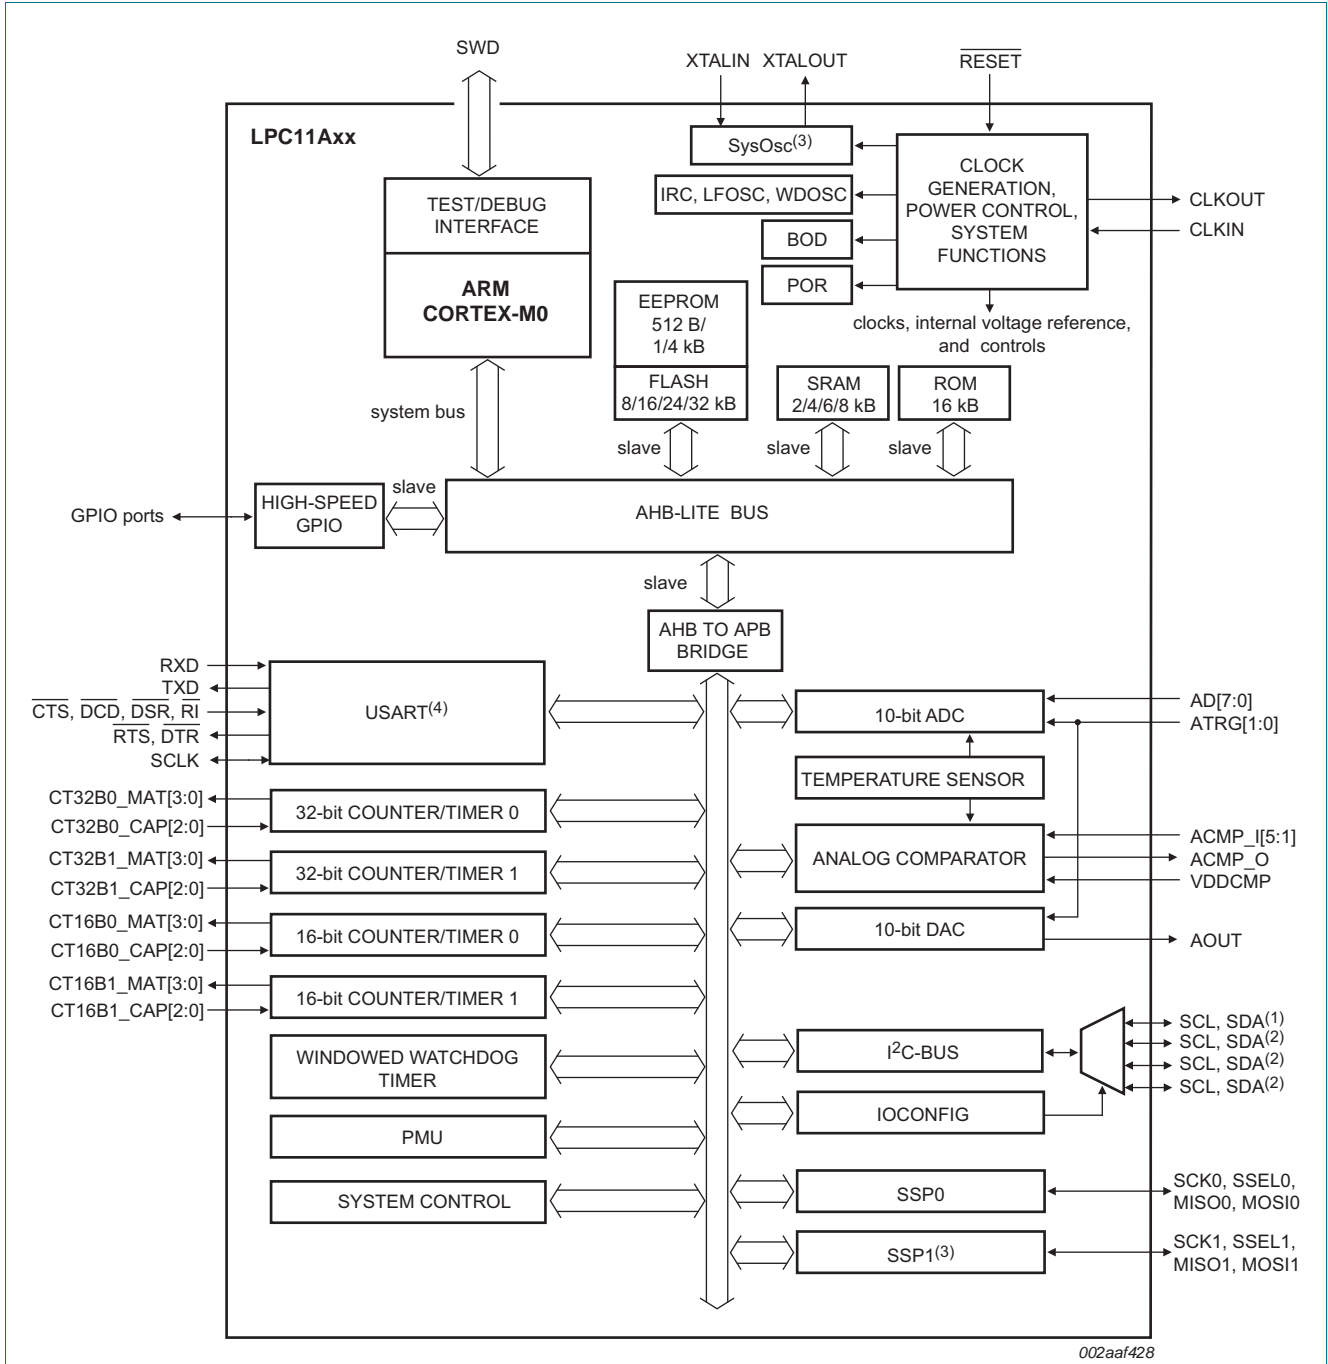 SWD
XTALIN XTALOUT
RESET
LPC11Axx
SysOsc(3)
CLOCK
GENERATION,
POWER CONTROL,
SYSTEM
FUNCTIONS
TEST/DEBUG
INTERFACE
IRC, LFOSC, WDOSC
CLKOUT
CLKIN
BOD
POR
ARM
CORTEX-M0
EEPROM
512 B/
1/4 kB
clocks, internal voltage reference,
and controls
FLASH
8/16/24/32 kB
SRAM
2/4/6/8 kB
ROM
16 kB
system bus
slave
slave
slave
slave
GPIO ports
HIGH-SPEED
GPIO
AHB-LITE BUS
slave
AHB TO APB
BRIDGE
RXD
TXD
CTS, DCD, DSR, RI
RTS, DTR
SCLK
USART(4)
10-bit ADC
AD[7:0]
ATRG[1:0]
TEMPERATURE SENSOR
CT32B0_MAT[3:0]
CT32B0_CAP[2:0]
32-bit COUNTER/TIMER 0
ANALOG COMPARATOR
ACMP_I[5:1]
ACMP_O
VDDCMP
CT32B1_MAT[3:0]
CT32B1_CAP[2:0]
32-bit COUNTER/TIMER 1
CT16B0_MAT[3:0]
CT16B0_CAP[2:0]
16-bit COUNTER/TIMER 0
10-bit DAC
AOUT
CT16B1_MAT[3:0]
CT16B1_CAP[2:0]
16-bit COUNTER/TIMER 1
SCL, SDA(1)
SCL, SDA(2)
SCL, SDA(2)
SCL, SDA(2)
WINDOWED WATCHDOG
TIMER
I2C-BUS
IOCONFIG
PMU
SYSTEM CONTROL
SSP0
SCK0, SSEL0,
MISO0, MOSI0
SSP1(3)
SCK1, SSEL1,
MISO1, MOSI1
002aaf428